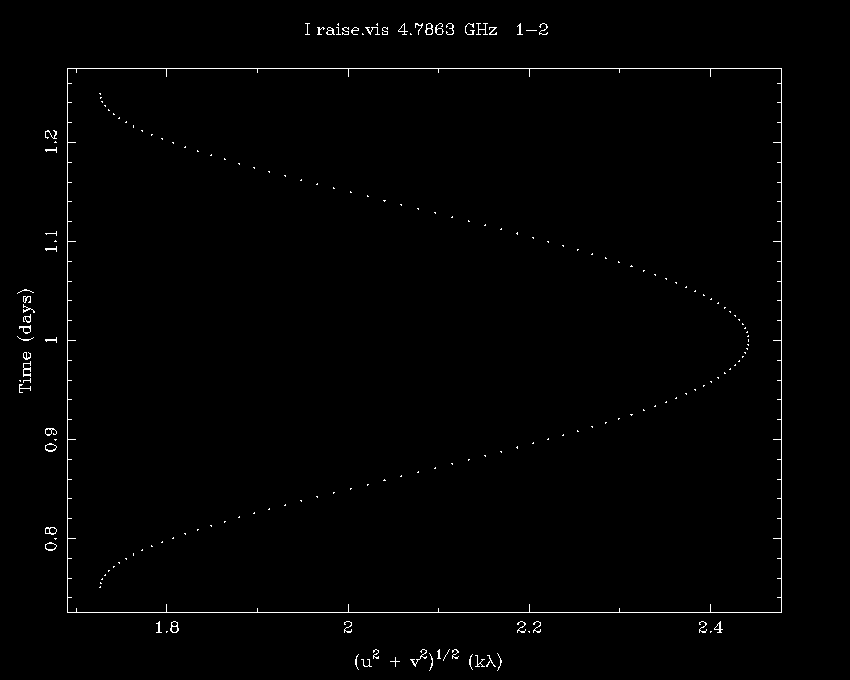 I raise.vis 4.7863 GHz 1−2
1.2
1.1
1
0.9
0.8
Time (days)
1.8 2 2.2 2.4
(u² + v²)^1/2 (kλ)